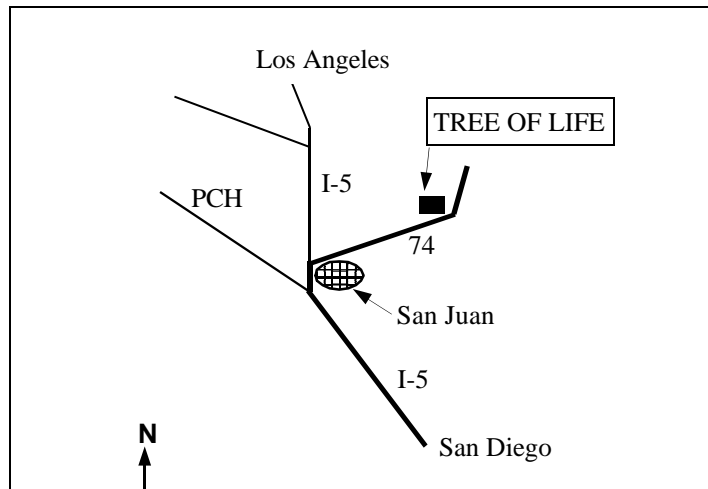 Los Angeles
TREE OF LIFE
I-5
PCH
74
San Juan
I-5
San Diego
N